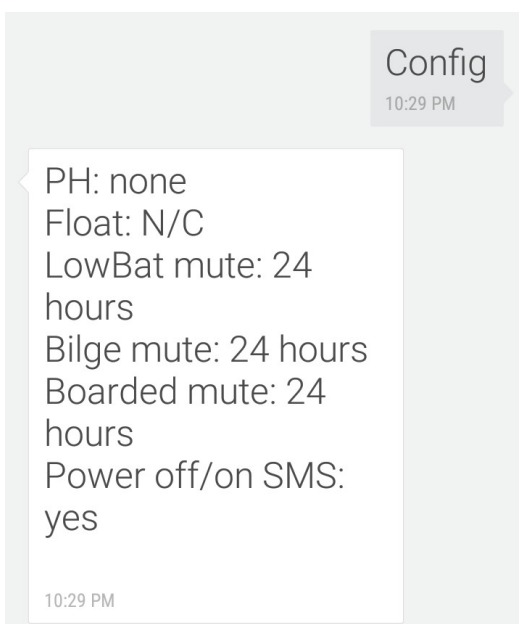 Config
10:29 PM
PH: none
Float: N/C
LowBat mute: 24
hours
Bilge mute: 24 hours
Boarded mute: 24
hours
Power off/on SMS:
yes
10:29 PM